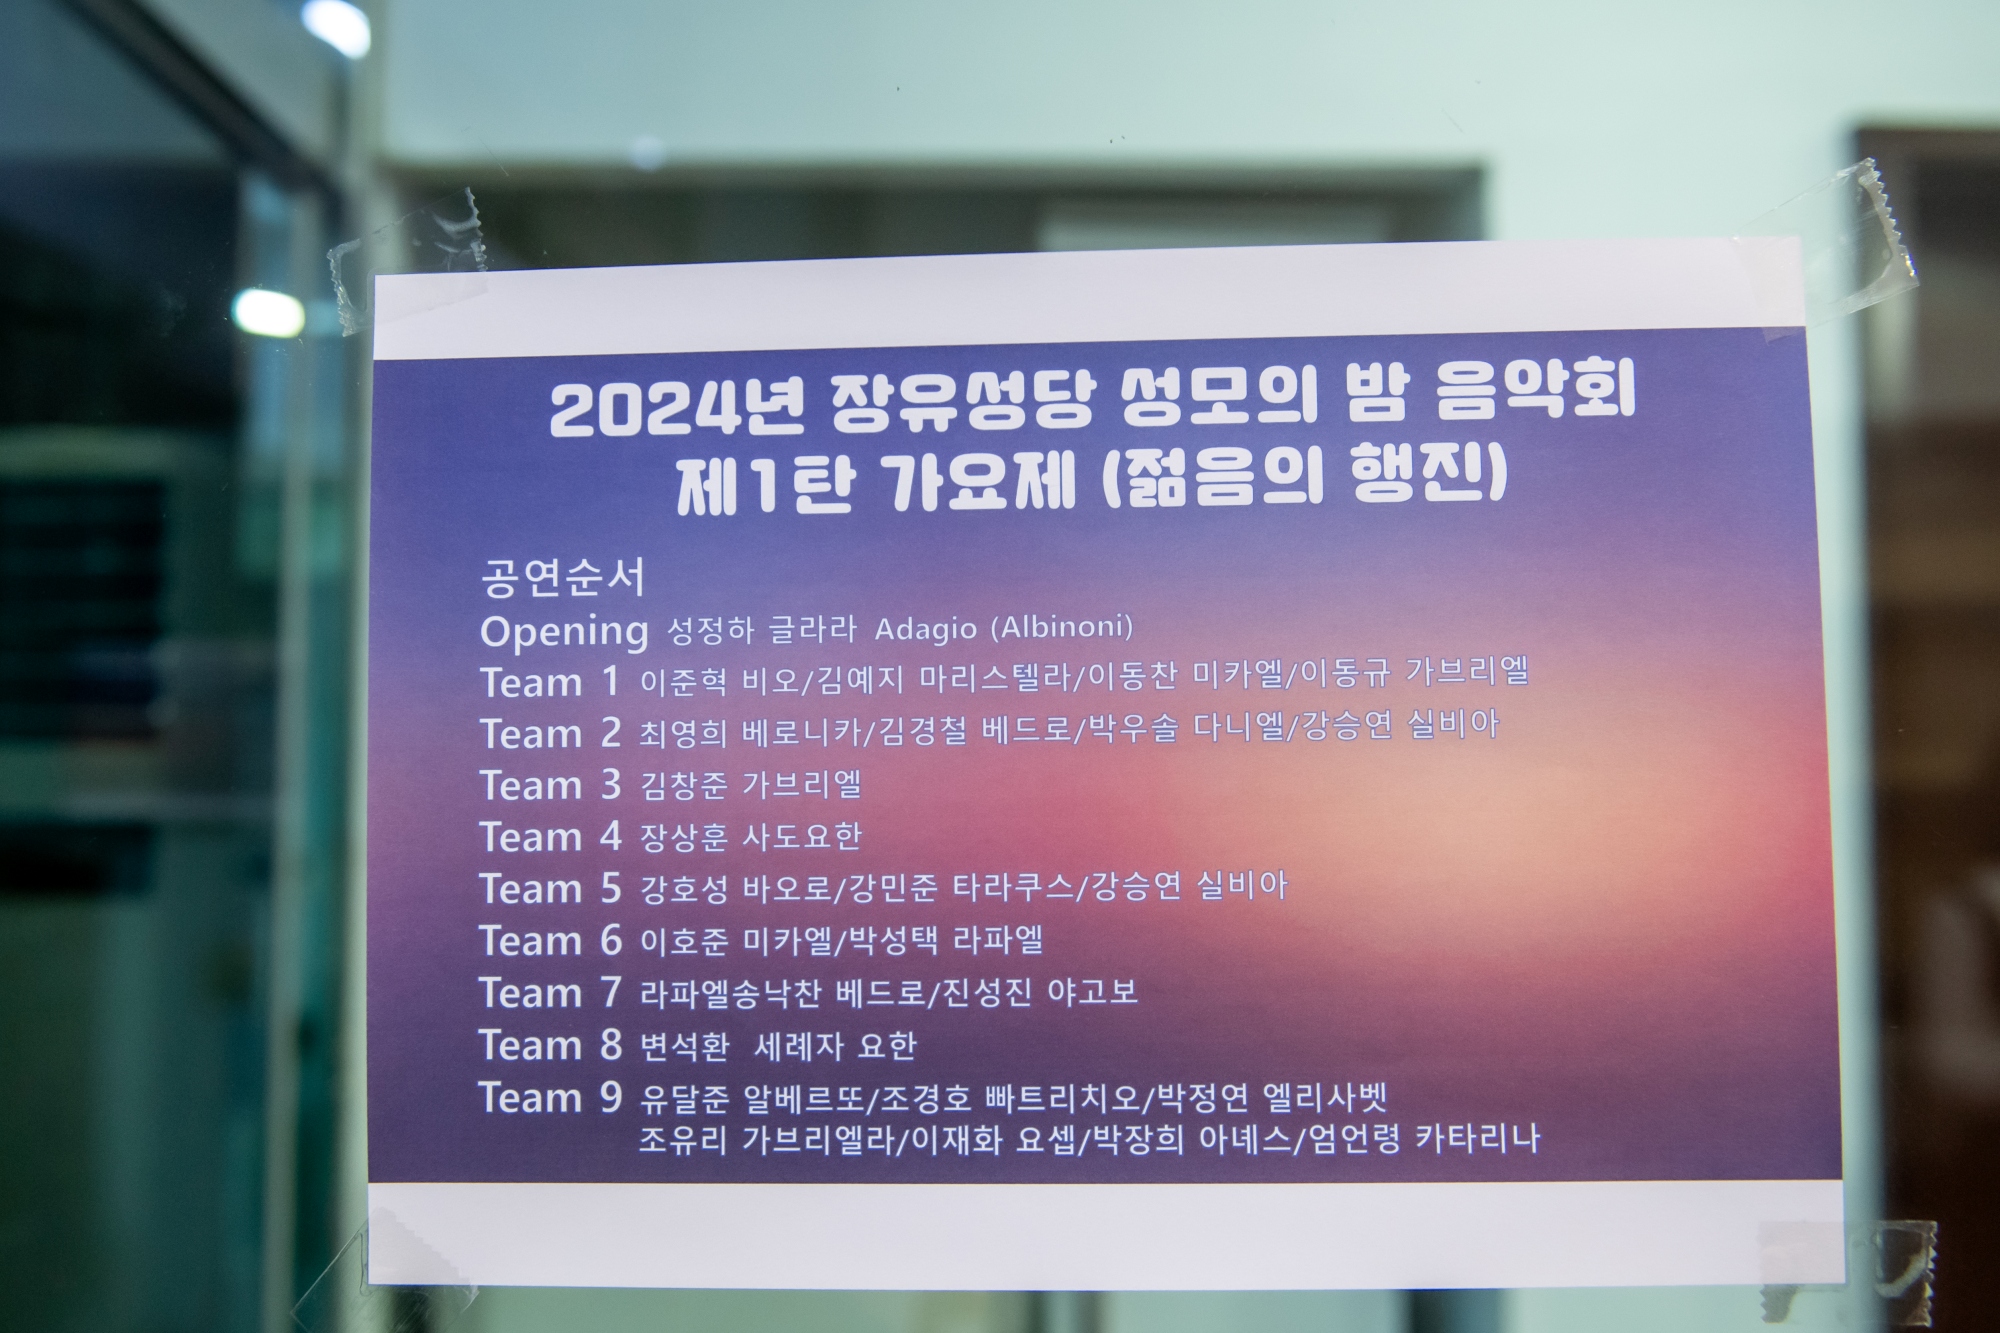 2024년 장유성당 성모의 밤 음악회
제1탄 가요제 (젊음의 행진)
공연순서
Opening 성정하 글라라 Adagio (Albinoni)
Team 1 이준혁 비오/김예지 마리스텔라/이동찬 미카엘/이동규 가브리엘
Team 2 최영희 베로니카/김경철 베드로/박우솔 다니엘/강승연 실비아
Team 3 김창준 가브리엘
Team 4 장상훈 사도요한
Team 5 강호성 바오로/강민준 타라쿠스/강승연 실비아
Team 6 이호준 미카엘/박성택 라파엘
Team 7 라파엘송낙찬 베드로/진성진 야고보
Team 8 변석환 세례자 요한
Team 9 유달준 알베르또/조경호 빠트리치오/박정연 엘리사벳
조유리 가브리엘라/이재화 요셉/박장희 아녜스/엄언령 카타리나